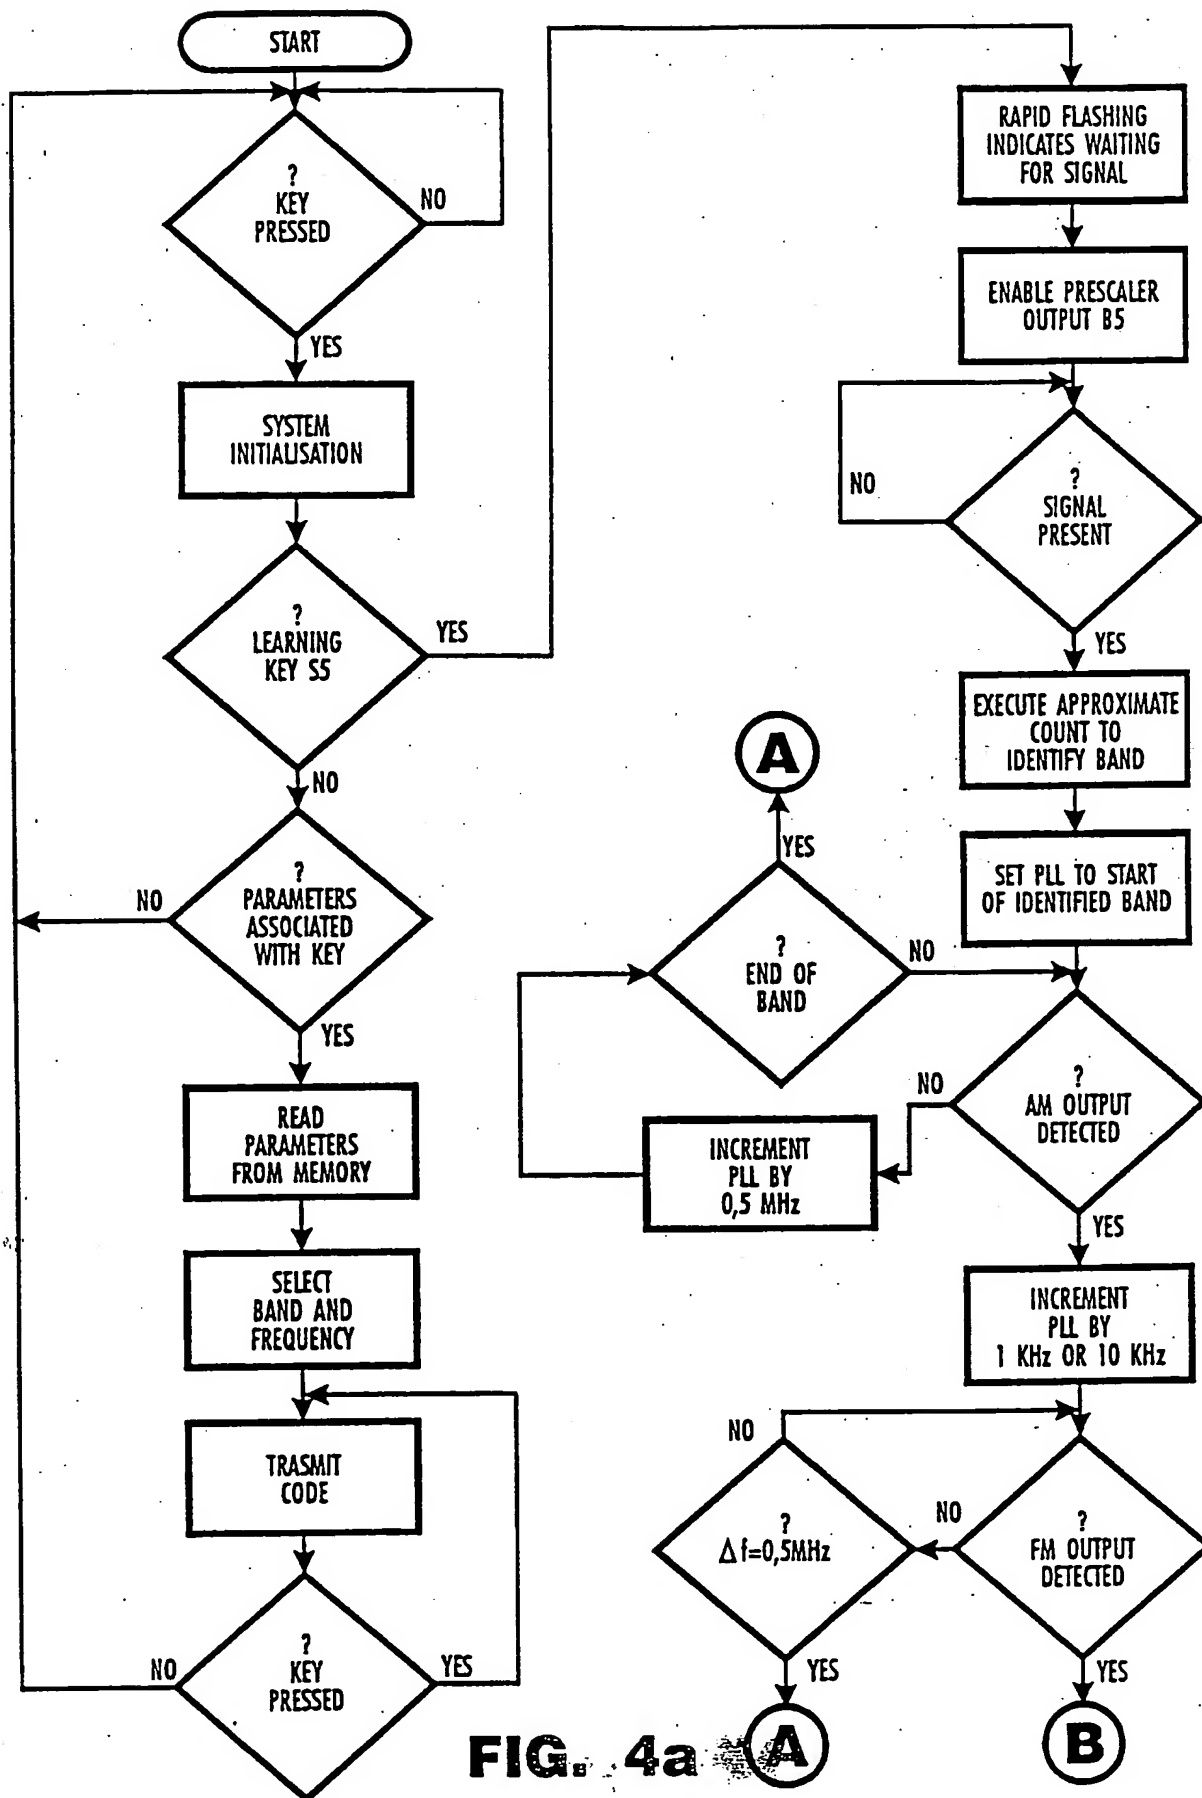 START
?
KEY
PRESSED
NO
YES
SYSTEM
INITIALISATION
?
LEARNING
KEY S5
YES
NO
?
PARAMETERS
ASSOCIATED
WITH KEY
NO
YES
READ
PARAMETERS
FROM MEMORY
SELECT
BAND AND
FREQUENCY
TRASMIT
CODE
?
KEY
PRESSED
NO
YES
RAPID FLASHING
INDICATES WAITING
FOR SIGNAL
ENABLE PRESCALER
OUTPUT B5
?
SIGNAL
PRESENT
NO
YES
EXECUTE APPROXIMATE
COUNT TO
IDENTIFY BAND
SET PLL TO START
OF IDENTIFIED BAND
A
YES
?
END OF
BAND
NO
?
AM OUTPUT
DETECTED
NO
YES
INCREMENT
PLL BY
0,5 MHz
INCREMENT
PLL BY
1 KHz OR 10 KHz
?
FM OUTPUT
DETECTED
NO
YES
?
Δf=0,5MHz
NO
YES
A
B
FIG. 4a